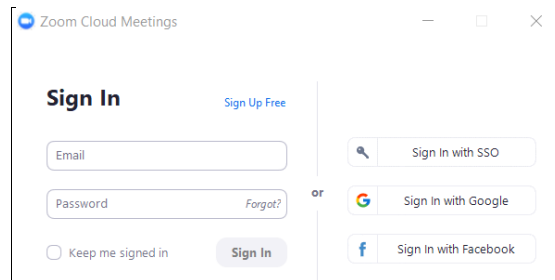 Zoom Cloud Meetings
Sign In
Sign Up Free
Email
Password
Forgot?
Keep me signed in
Sign In
or
Sign In with SSO
Sign In with Google
Sign In with Facebook